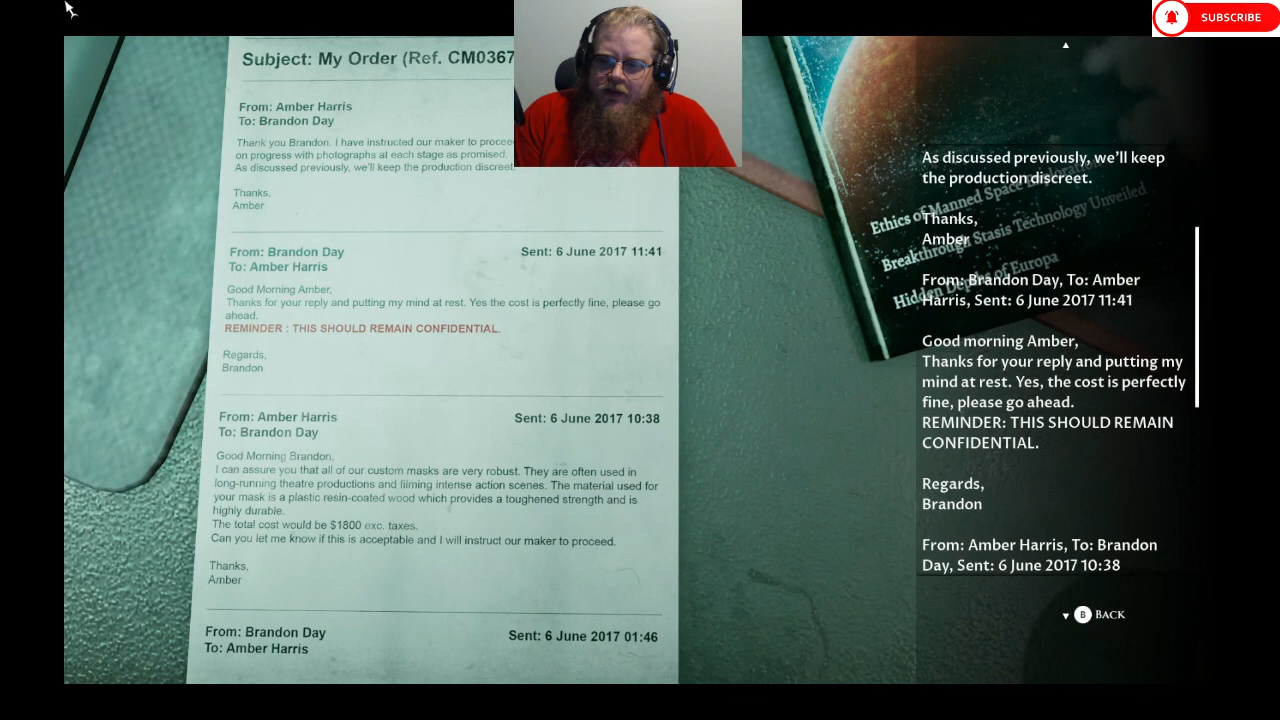 SUBSCRIBE
Subject: My Order (Ref. CM0367
From: Amber Harris
To: Brandon Day
Thank you Brandon. I have instructed our maker to procee
on progress with photographs at each stage as promised.
As discussed previously, we'll keep the production discreet.
Thanks,
Amber
From: Brandon Day Sent: 6 June 2017 11:41
To: Amber Harris
Good Morning Amber,
Thanks for your reply and putting my mind at rest. Yes the cost is perfectly fine, please go
ahead.
REMINDER : THIS SHOULD REMAIN CONFIDENTIAL.
Regards,
Brandon
From: Amber Harris Sent: 6 June 2017 10:38
To: Brandon Day
Good Morning Brandon,
I can assure you that all of our custom masks are very robust. They are often used in
long-running theatre productions and filming intense action scenes. The material used for
your mask is a plastic resin-coated wood which provides a toughened strength and is
highly durable.
The total cost would be $1800 exc. taxes.
Can you let me know if this is acceptable and I will instruct our maker to proceed.
Thanks,
Amber
From: Brandon Day Sent: 6 June 2017 01:46
To: Amber Harris
Ethics of Manned Space
Breakthrough Stasis Technology Unveiled
Hidden Depths of Europa
As discussed previously, we'll keep
the production discreet.
Thanks,
Amber
From: Brandon Day, To: Amber
Harris, Sent: 6 June 2017 11:41
Good morning Amber,
Thanks for your reply and putting my
mind at rest. Yes, the cost is perfectly
fine, please go ahead.
REMINDER: THIS SHOULD REMAIN
CONFIDENTIAL.
Regards,
Brandon
From: Amber Harris, To: Brandon
Day, Sent: 6 June 2017 10:38
B BACK